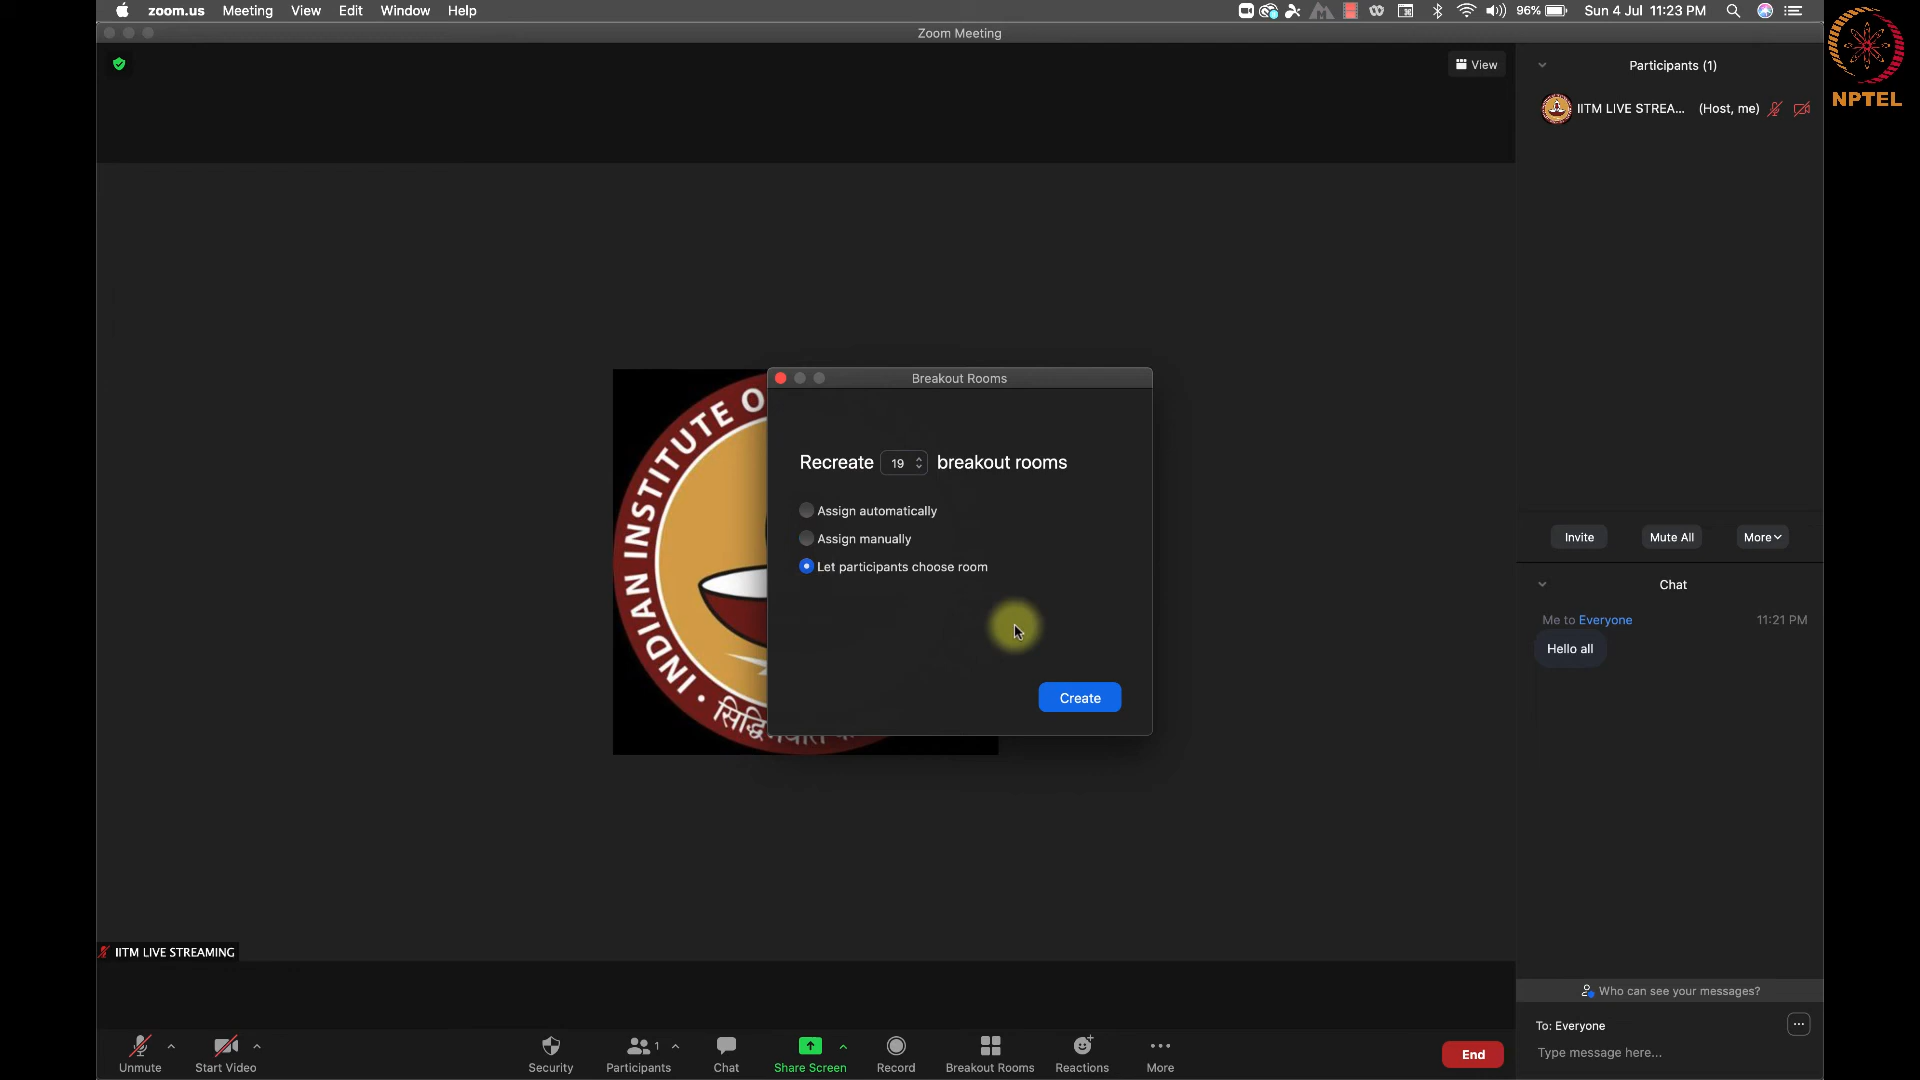 zoom.us Meeting View Edit Window Help
96% Sun 4 Jul 11:23 PM
Zoom Meeting
NPTEL
View
Participants (1)
IITM LIVE STREA... (Host, me)
Breakout Rooms
Recreate 19 breakout rooms
Assign automatically
Assign manually
Let participants choose room
Create
INDIAN INSTITUTE O
Invite Mute All More
Chat
Me to Everyone 11:21 PM
Hello all
IITM LIVE STREAMING
Who can see your messages?
To: Everyone
Type message here...
Unmute Start Video Security Participants 1 Chat Share Screen Record Breakout Rooms Reactions More End